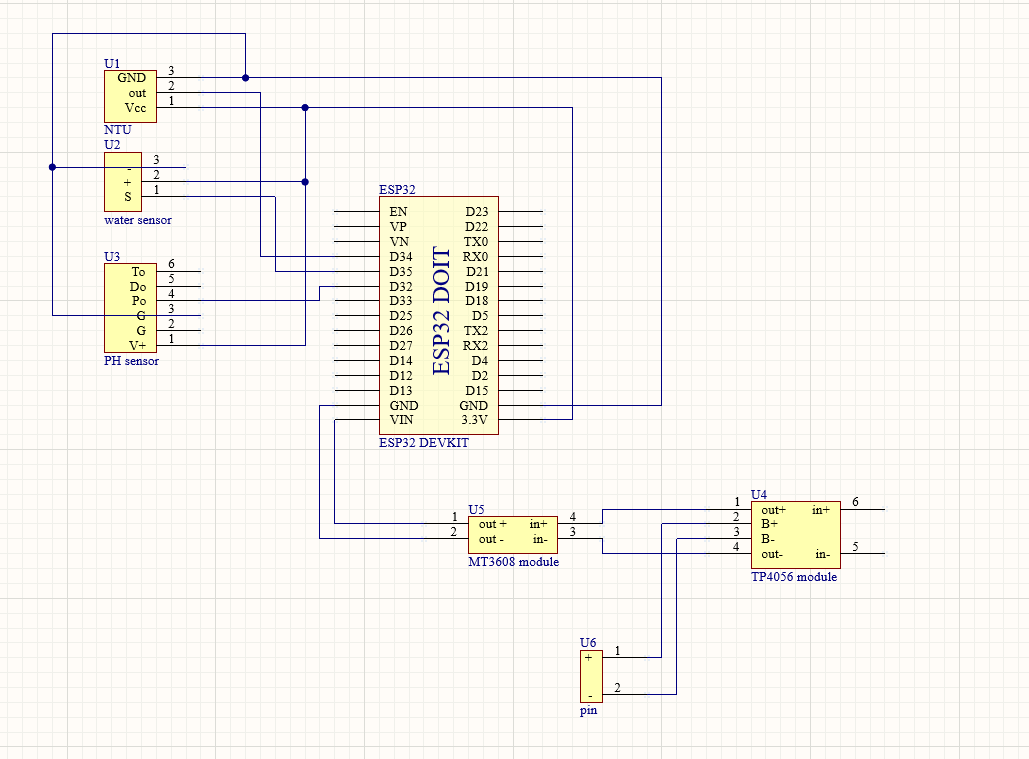 U1
GND 3
out 2
Vcc 1
NTU
U2
- 3
+ 2
S 1
water sensor
U3
To 6
Do 5
Po 4
G 3
G 2
V+ 1
PH sensor
ESP32
EN D23
VP D22
VN TX0
D34 RX0
D35 D21
D32 D19
D33 D18
D25 D5
D26 TX2
D27 RX2
D14 D4
D12 D2
D13 D15
GND GND
VIN 3.3V
ESP32 DOIT
ESP32 DEVKIT
U5
1 out + in+ 4
2 out - in- 3
MT3608 module
U4
1 out+ in+ 6
2 B+
3 B-
4 out- in- 5
TP4056 module
U6
+ 1
- 2
pin